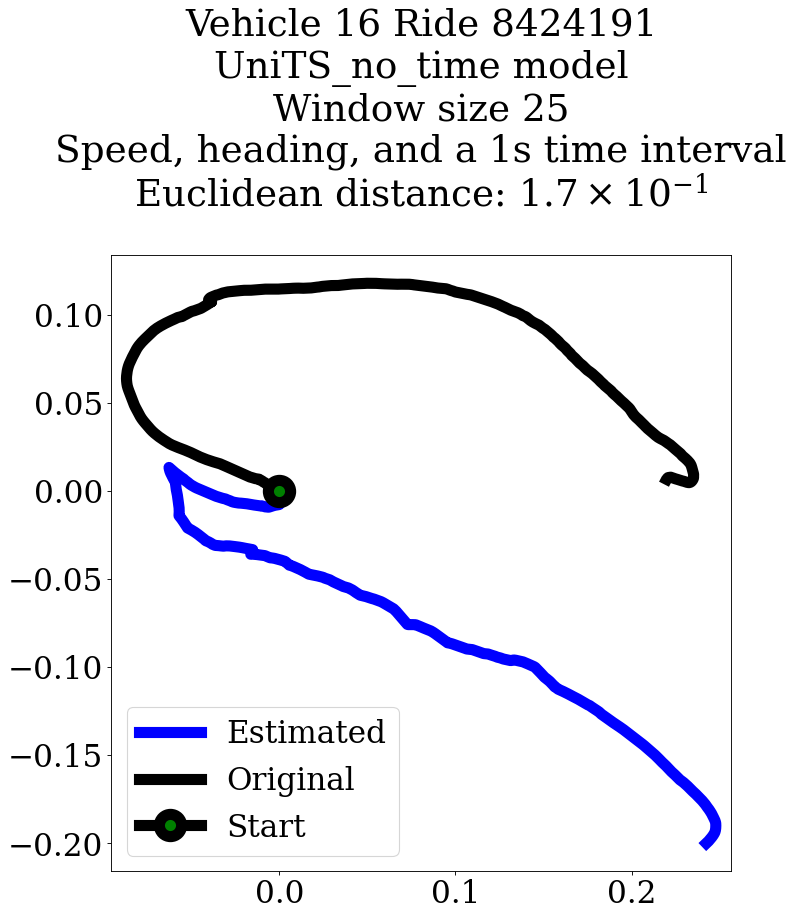 Vehicle 16 Ride 8424191
UniTS_no_time model
Window size 25
Speed, heading, and a 1s time interval
Euclidean distance: 1.7 × 10⁻¹
0.10
0.05
0.00
−0.05
−0.10
−0.15
−0.20
Estimated
Original
Start
0.0 0.1 0.2